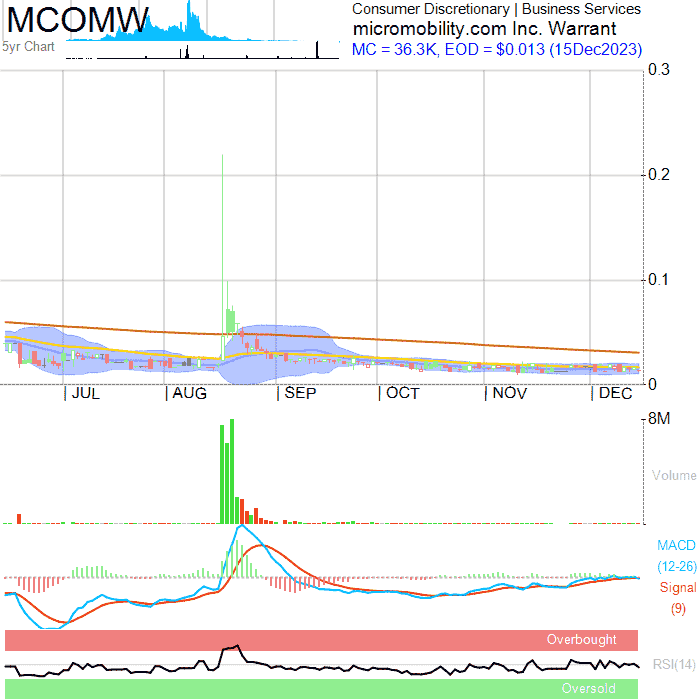 MCOMW
5yr Chart
Consumer Discretionary | Business Services
micromobility.com Inc. Warrant
MC = 36.3K, EOD = $0.013 (15Dec2023)
0.3
0.2
0.1
0
JUL
AUG
SEP
OCT
NOV
DEC
8M
Volume
MACD
(12-26)
Signal
(9)
Overbought
RSI(14)
Oversold